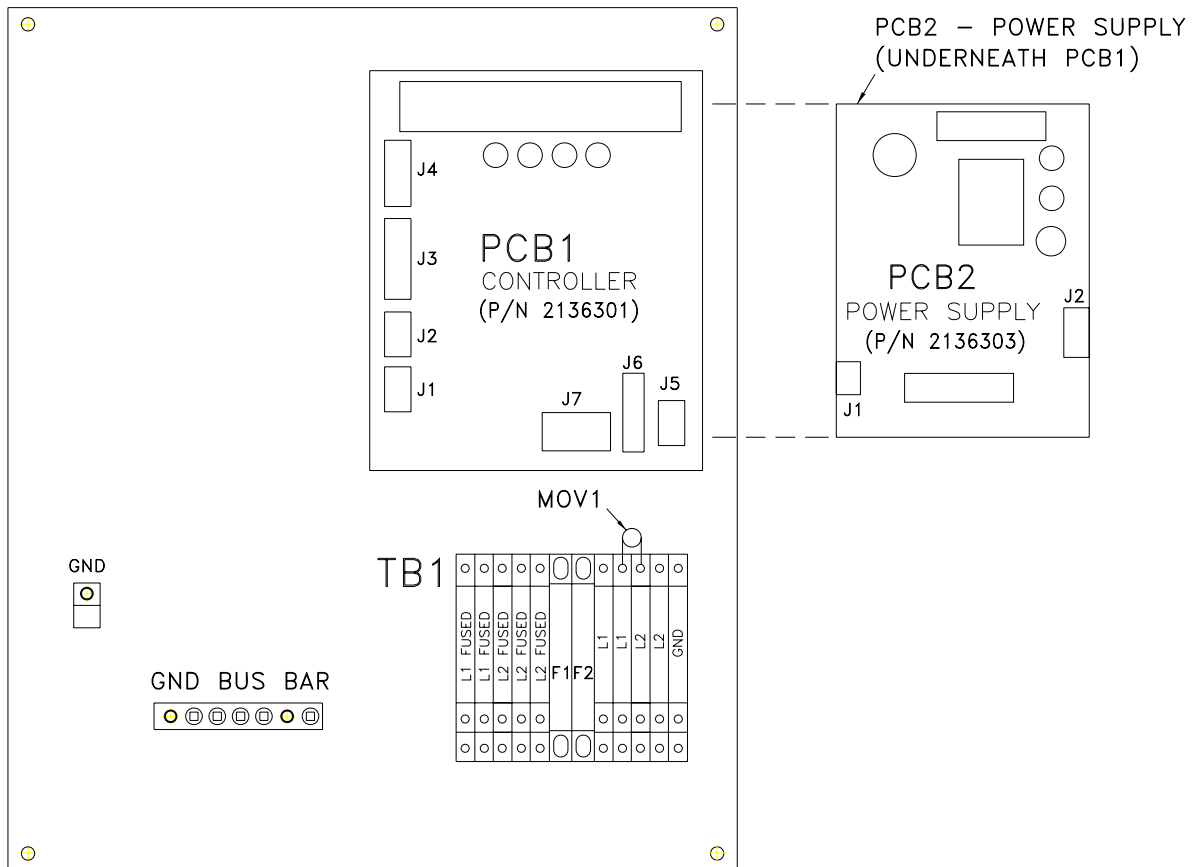 PCB2 – POWER SUPPLY
(UNDERNEATH PCB1)
J4
J3
J2
J1
PCB1
CONTROLLER
(P/N 2136301)
J7
J6
J5
PCB2
POWER SUPPLY
(P/N 2136303)
J2
J1
MOV1
TB1
L1 FUSED
L1 FUSED
L2 FUSED
L2 FUSED
L2 FUSED
F1
F2
L1
L1
L2
L2
GND
GND
GND BUS BAR